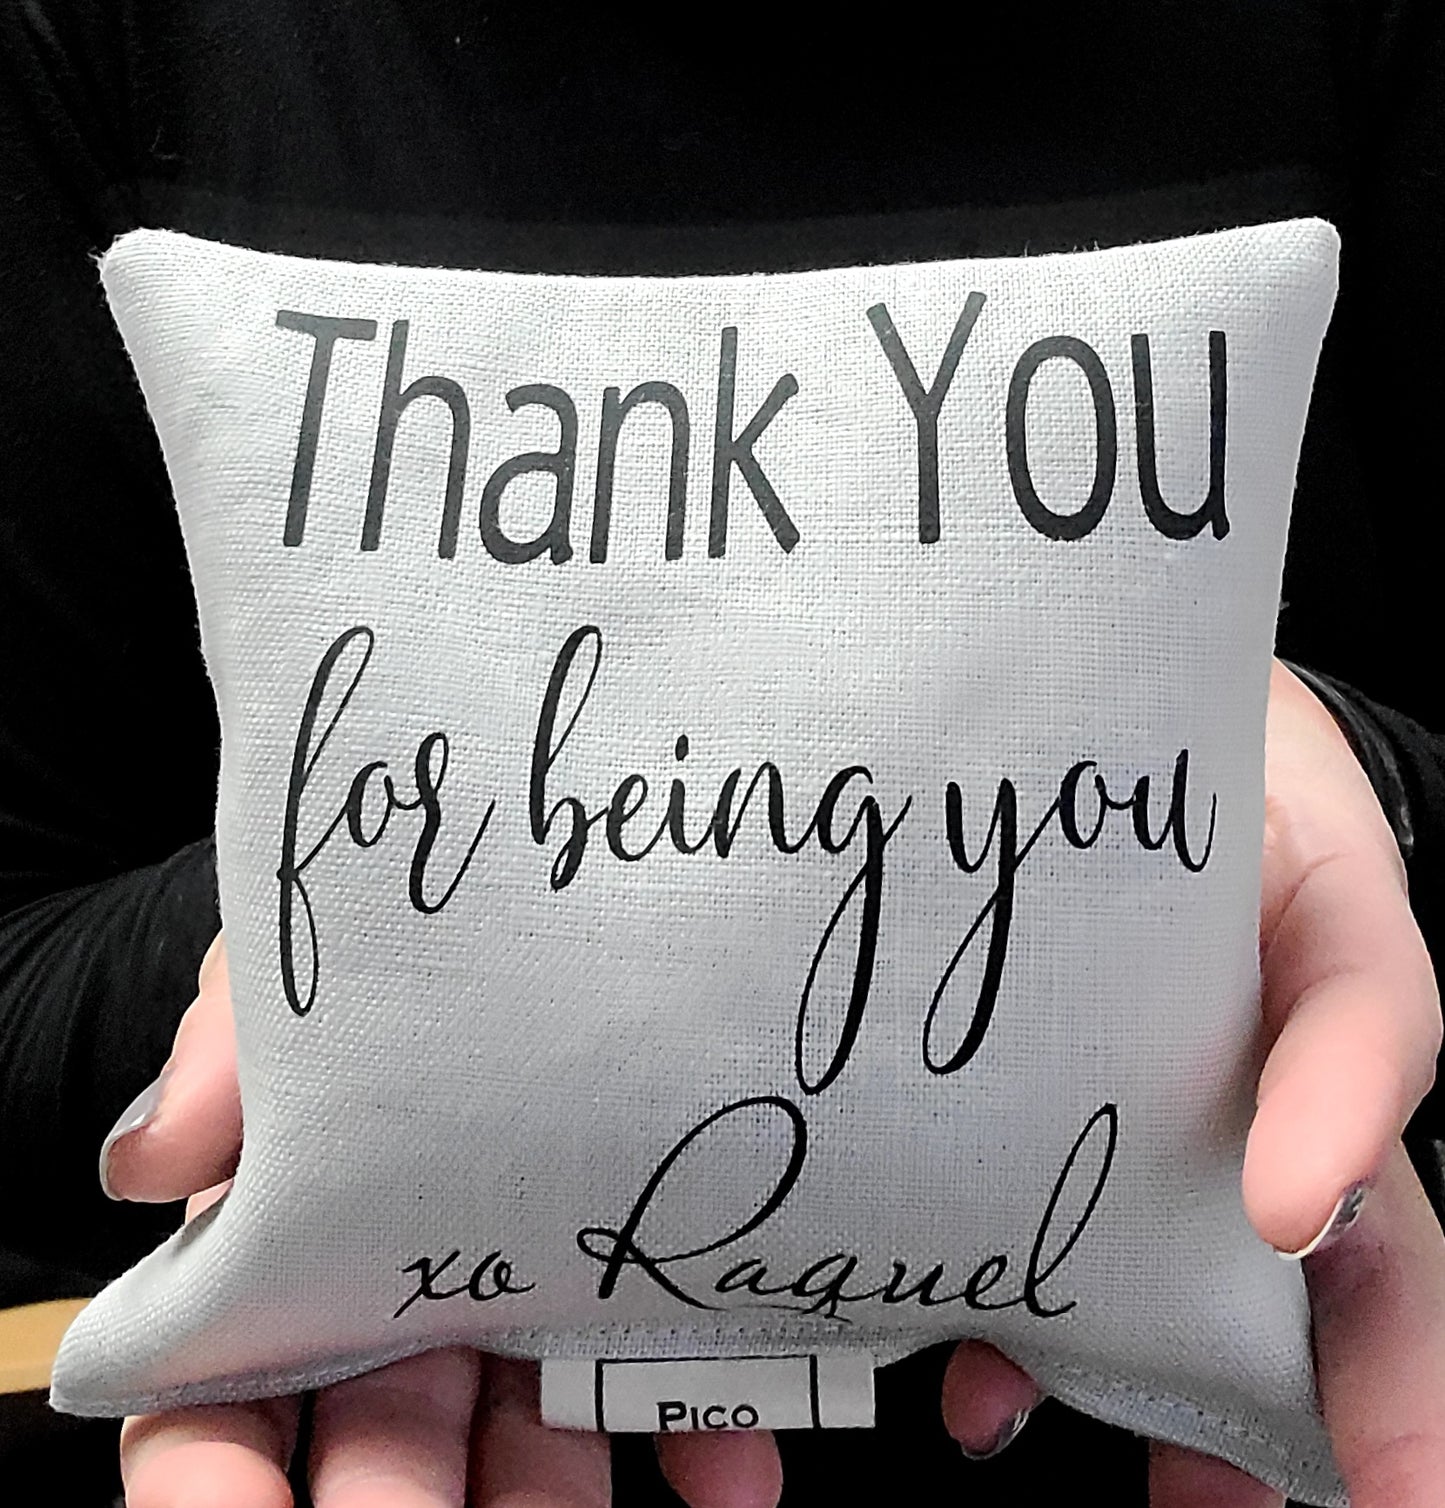 Thank You
for being you
xo Raquel
Pico